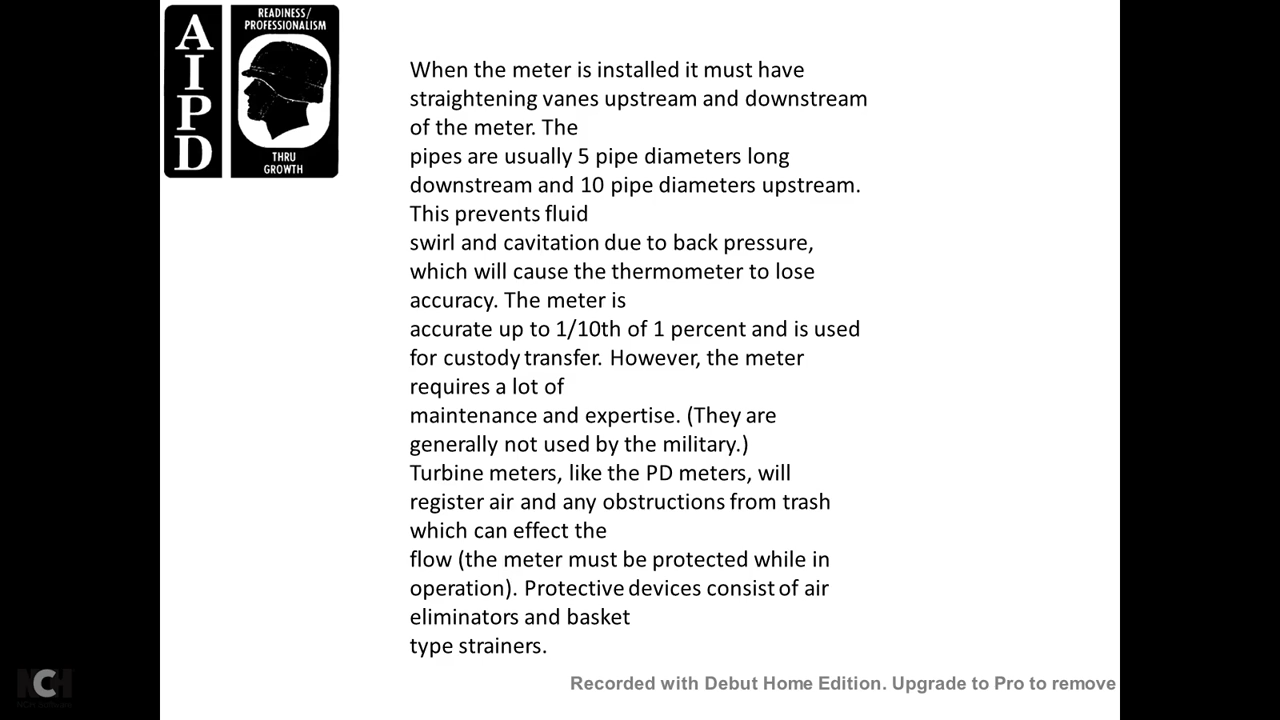 AIPD
READINESS/
PROFESSIONALISM
THRU
GROWTH
When the meter is installed it must have
straightening vanes upstream and downstream
of the meter. The
pipes are usually 5 pipe diameters long
downstream and 10 pipe diameters upstream.
This prevents fluid
swirl and cavitation due to back pressure,
which will cause the thermometer to lose
accuracy. The meter is
accurate up to 1/10th of 1 percent and is used
for custody transfer. However, the meter
requires a lot of
maintenance and expertise. (They are
generally not used by the military.)
Turbine meters, like the PD meters, will
register air and any obstructions from trash
which can effect the
flow (the meter must be protected while in
operation). Protective devices consist of air
eliminators and basket
type strainers.
NCH
NCH Software
Recorded with Debut Home Edition. Upgrade to Pro to remove